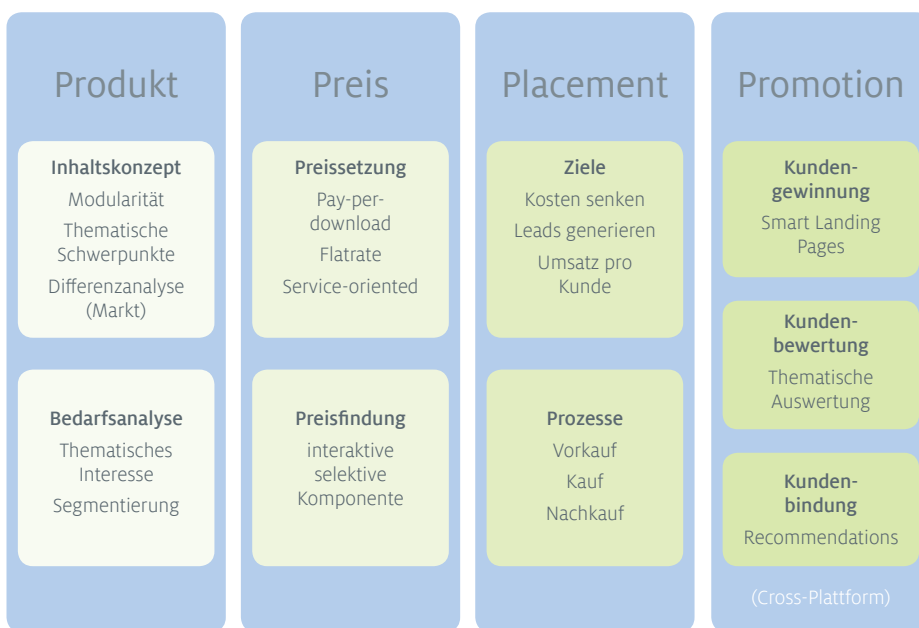 Produkt
Inhaltskonzept
Modularität
Thematische
Schwerpunkte
Differenzanalyse
(Markt)
Bedarfsanalyse
Thematisches
Interesse
Segmentierung
Preis
Preissetzung
Pay-per-
download
Flatrate
Service-oriented
Preisfindung
interaktive
selektive
Komponente
Placement
Ziele
Kosten senken
Leads generieren
Umsatz pro
Kunde
Prozesse
Vorkauf
Kauf
Nachkauf
Promotion
Kunden-
gewinnung
Smart Landing
Pages
Kunden-
bewertung
Thematische
Auswertung
Kunden-
bindung
Recommendations
(Cross-Plattform)